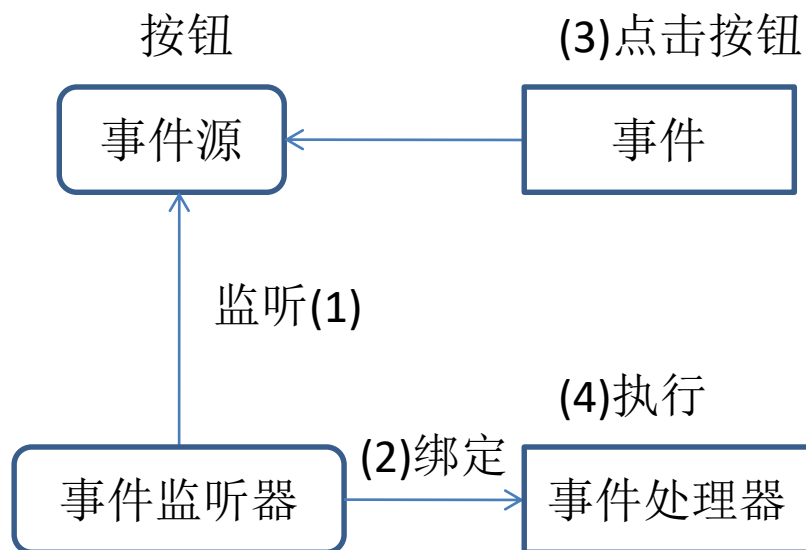 按钮
(3)点击按钮
事件源
事件
监听(1)
(4)执行
(2)绑定
事件监听器
事件处理器